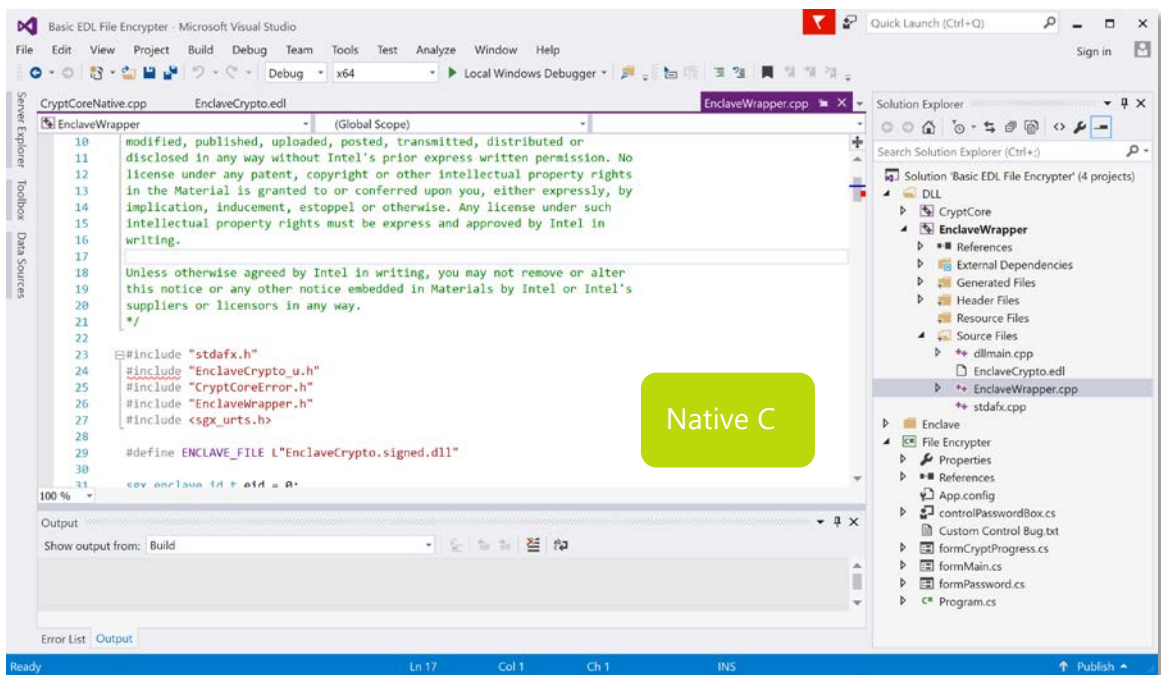 Basic EDL File Encrypter - Microsoft Visual Studio
Quick Launch (Ctrl+Q)
File Edit View Project Build Debug Team Tools Test Analyze Window Help
Sign in
Debug x64 Local Windows Debugger
Server Explorer
Toolbox
Data Sources
CryptCoreNative.cpp EnclaveCrypto.edl EnclaveWrapper.cpp
EnclaveWrapper (Global Scope)
10 modified, published, uploaded, posted, transmitted, distributed or
11 disclosed in any way without Intel's prior express written permission. No
12 license under any patent, copyright or other intellectual property rights
13 in the Material is granted to or conferred upon you, either expressly, by
14 implication, inducement, estoppel or otherwise. Any license under such
15 intellectual property rights must be express and approved by Intel in
16 writing.
17
18 Unless otherwise agreed by Intel in writing, you may not remove or alter
19 this notice or any other notice embedded in Materials by Intel or Intel's
20 suppliers or licensors in any way.
21 */
22
23 #include "stdafx.h"
24 #include "EnclaveCrypto_u.h"
25 #include "CryptCoreError.h"
26 #include "EnclaveWrapper.h"
27 #include <sgx_urts.h>
28
29 #define ENCLAVE_FILE L"EnclaveCrypto.signed.dll"
30
31 sgx_enclave_id_t eid = 0;
Native C
100 %
Output
Show output from: Build
Error List Output
Solution Explorer
Search Solution Explorer (Ctrl+;)
Solution 'Basic EDL File Encrypter' (4 projects)
DLL
CryptCore
EnclaveWrapper
References
External Dependencies
Generated Files
Header Files
Resource Files
Source Files
dllmain.cpp
EnclaveCrypto.edl
EnclaveWrapper.cpp
stdafx.cpp
Enclave
File Encrypter
Properties
References
App.config
controlPasswordBox.cs
Custom Control Bug.txt
formCryptProgress.cs
formMain.cs
formPassword.cs
C# Program.cs
Ready Ln 17 Col 1 Ch 1 INS Publish